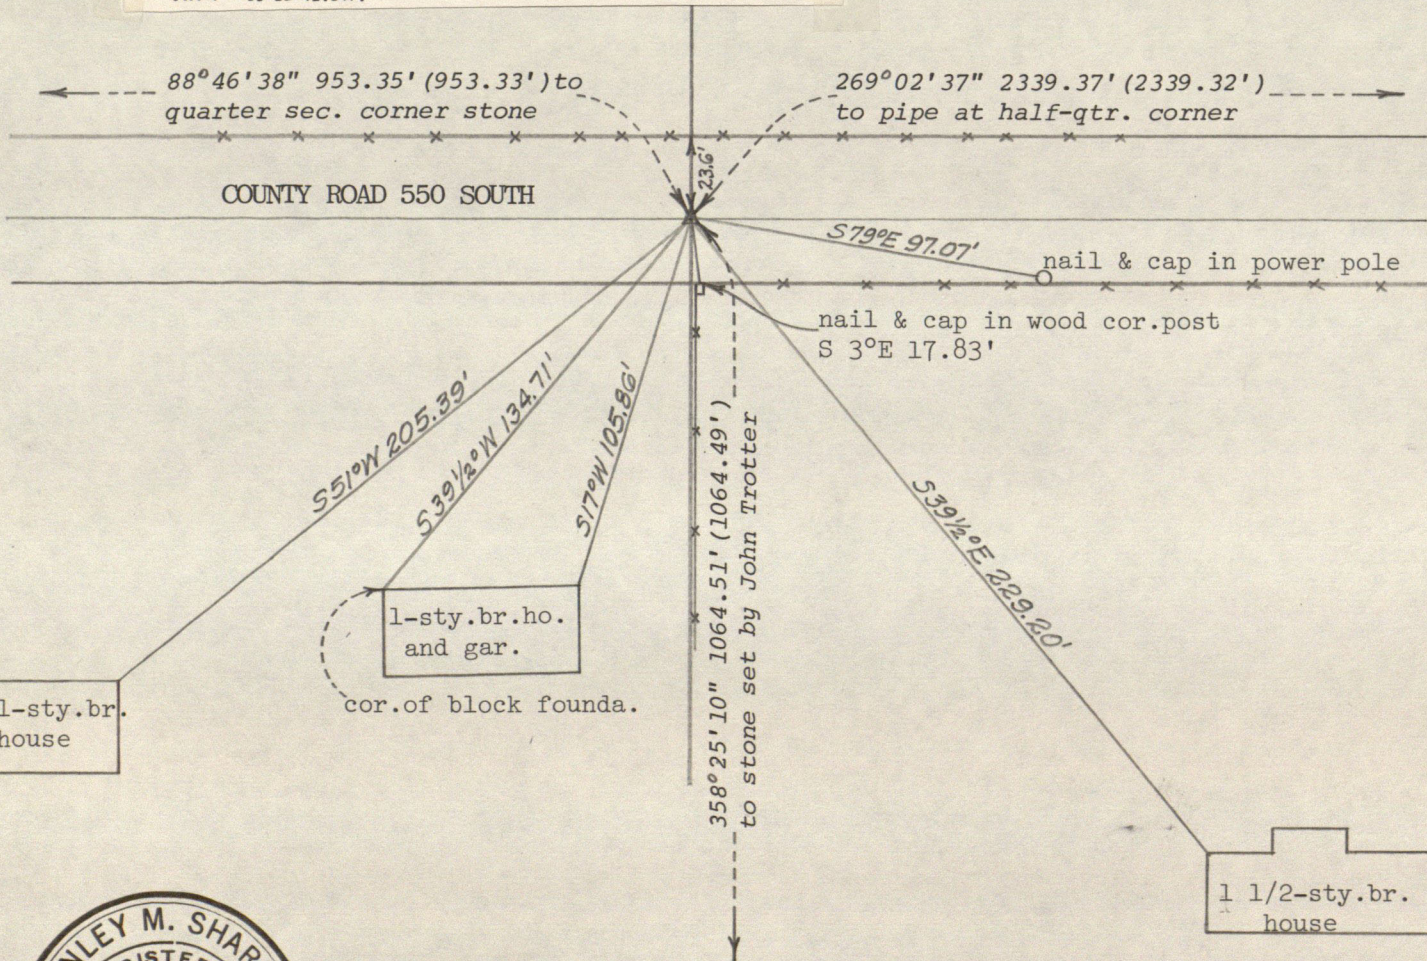 88°46'38" 953.35' (953.33') to
quarter sec. corner stone
269°02'37" 2339.37' (2339.32')
to pipe at half-qtr. corner
23.6'
COUNTY ROAD 550 SOUTH
S79°E 97.07'
nail & cap in power pole
nail & cap in wood cor.post
S 3°E 17.83'
S51°W 205.39'
S39½°W 134.71'
S17°W 105.86'
358°25'10" 1064.51' (1064.49')
to stone set by John Trotter
S39½°E 229.20'
1-sty.br.ho.
and gar.
cor.of block founda.
1-sty.br.
house
1 1/2-sty.br.
house
NLEY M. SHAR
ISTER